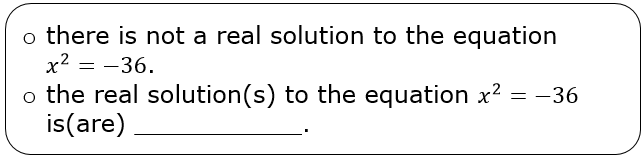 o there is not a real solution to the equation
x² = −36.
o the real solution(s) to the equation x² = −36
is(are) ______________.